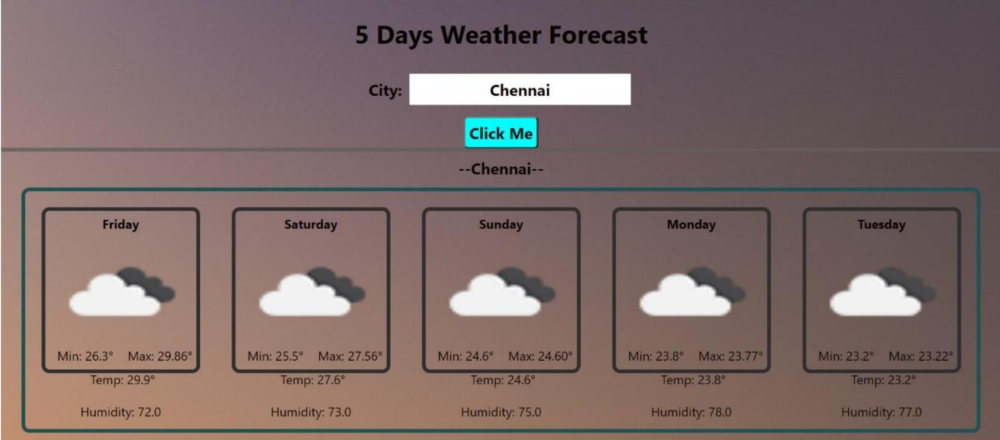 5 Days Weather Forecast
City: Chennai
Click Me
--Chennai--
Friday
Min: 26.3° Max: 29.86°
Temp: 29.9°
Humidity: 72.0
Saturday
Min: 25.5° Max: 27.56°
Temp: 27.6°
Humidity: 73.0
Sunday
Min: 24.6° Max: 24.60°
Temp: 24.6°
Humidity: 75.0
Monday
Min: 23.8° Max: 23.77°
Temp: 23.8°
Humidity: 78.0
Tuesday
Min: 23.2° Max: 23.22°
Temp: 23.2°
Humidity: 77.0